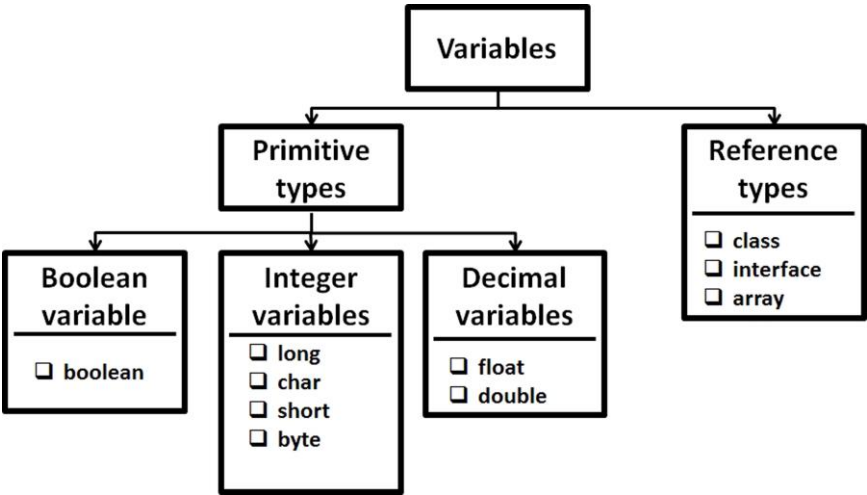 Variables
Primitive
types
Reference
types
class
interface
array
Boolean
variable
boolean
Integer
variables
long
char
short
byte
Decimal
variables
float
double